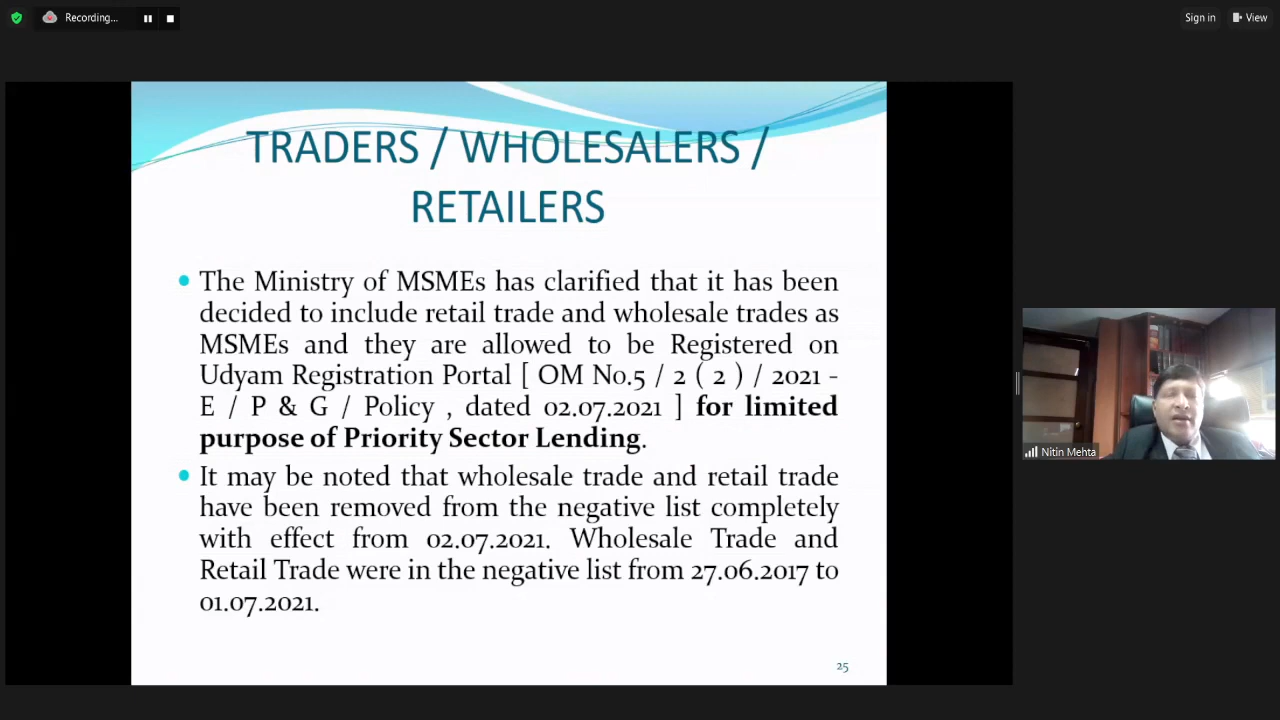 Recording...
Sign in
View
TRADERS / WHOLESALERS /
RETAILERS
The Ministry of MSMEs has clarified that it has been
decided to include retail trade and wholesale trades as
MSMEs and they are allowed to be Registered on
Udyam Registration Portal [ OM No.5 / 2 ( 2 ) / 2021 -
E / P & G / Policy , dated 02.07.2021 ] for limited
purpose of Priority Sector Lending.
It may be noted that wholesale trade and retail trade
have been removed from the negative list completely
with effect from 02.07.2021. Wholesale Trade and
Retail Trade were in the negative list from 27.06.2017 to
01.07.2021.
25
Nitin Mehta